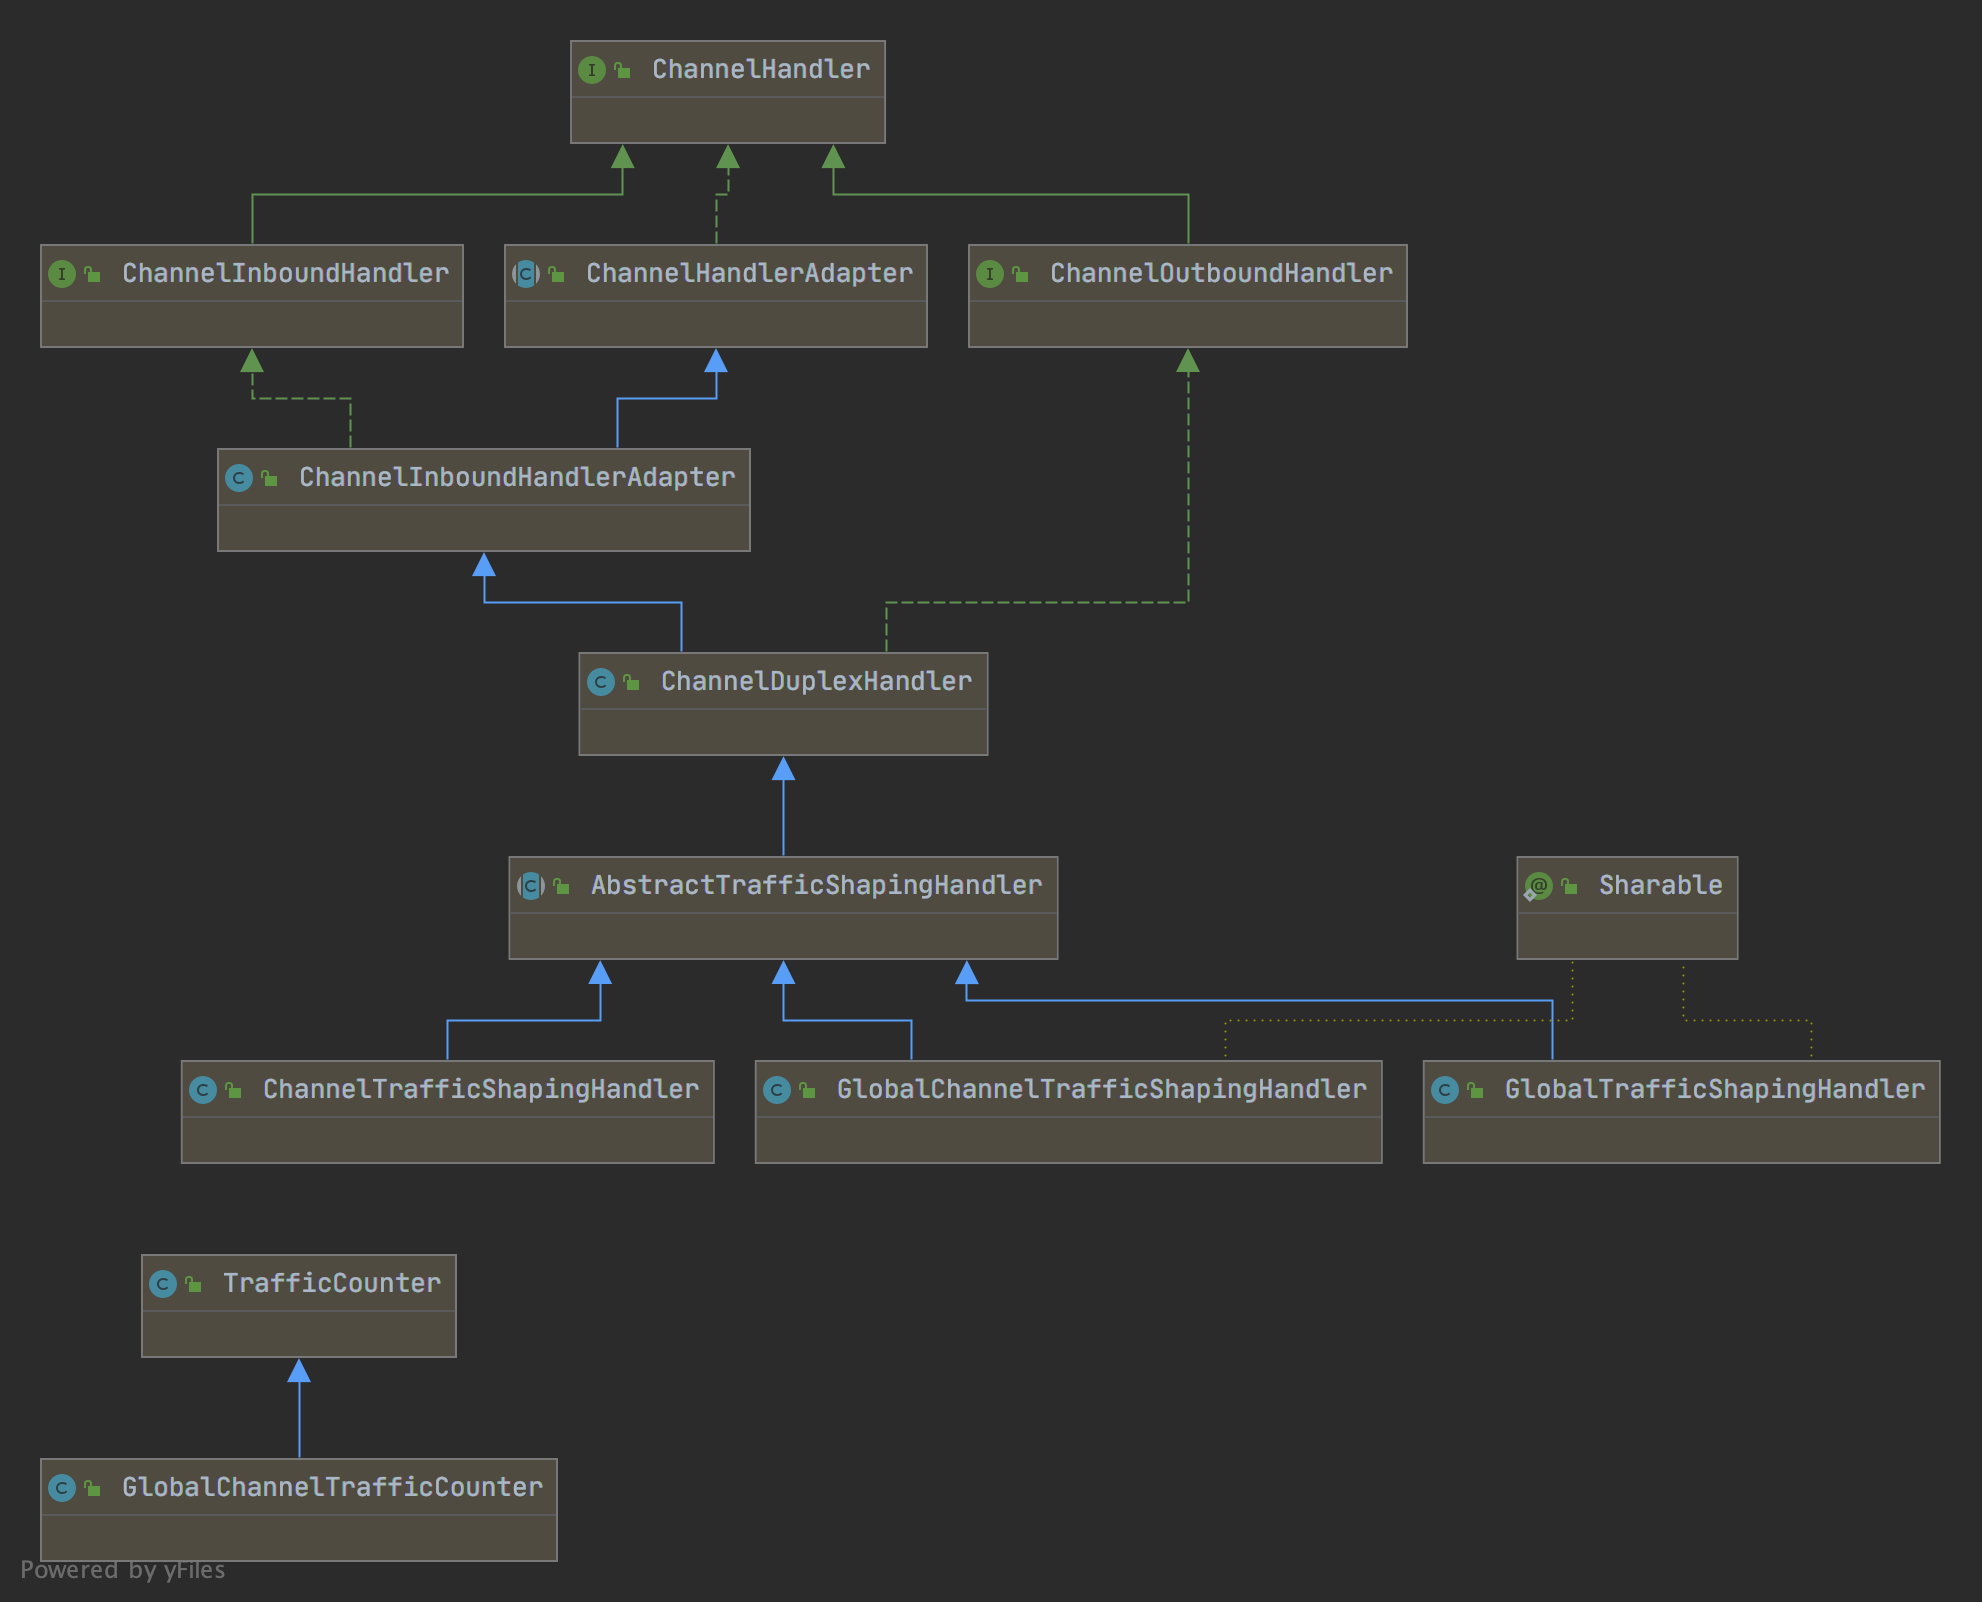 ChannelHandler
ChannelInboundHandler
ChannelHandlerAdapter
ChannelOutboundHandler
ChannelInboundHandlerAdapter
ChannelDuplexHandler
AbstractTrafficShapingHandler
Sharable
ChannelTrafficShapingHandler
GlobalChannelTrafficShapingHandler
GlobalTrafficShapingHandler
TrafficCounter
GlobalChannelTrafficCounter
Powered by yFiles